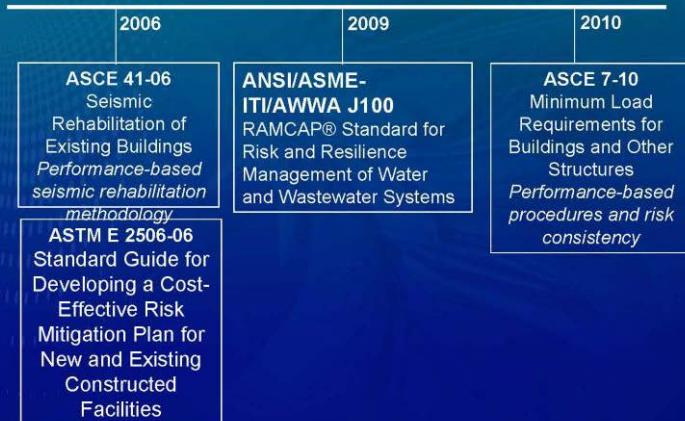 2006
2009
2010
ASCE 41-06
Seismic
Rehabilitation of
Existing Buildings
Performance-based
seismic rehabilitation
methodology
ASTM E 2506-06
Standard Guide for
Developing a Cost-
Effective Risk
Mitigation Plan for
New and Existing
Constructed
Facilities
ANSI/ASME-
ITI/AWWA J100
RAMCAP® Standard for
Risk and Resilience
Management of Water
and Wastewater Systems
ASCE 7-10
Minimum Load
Requirements for
Buildings and Other
Structures
Performance-based
procedures and risk
consistency